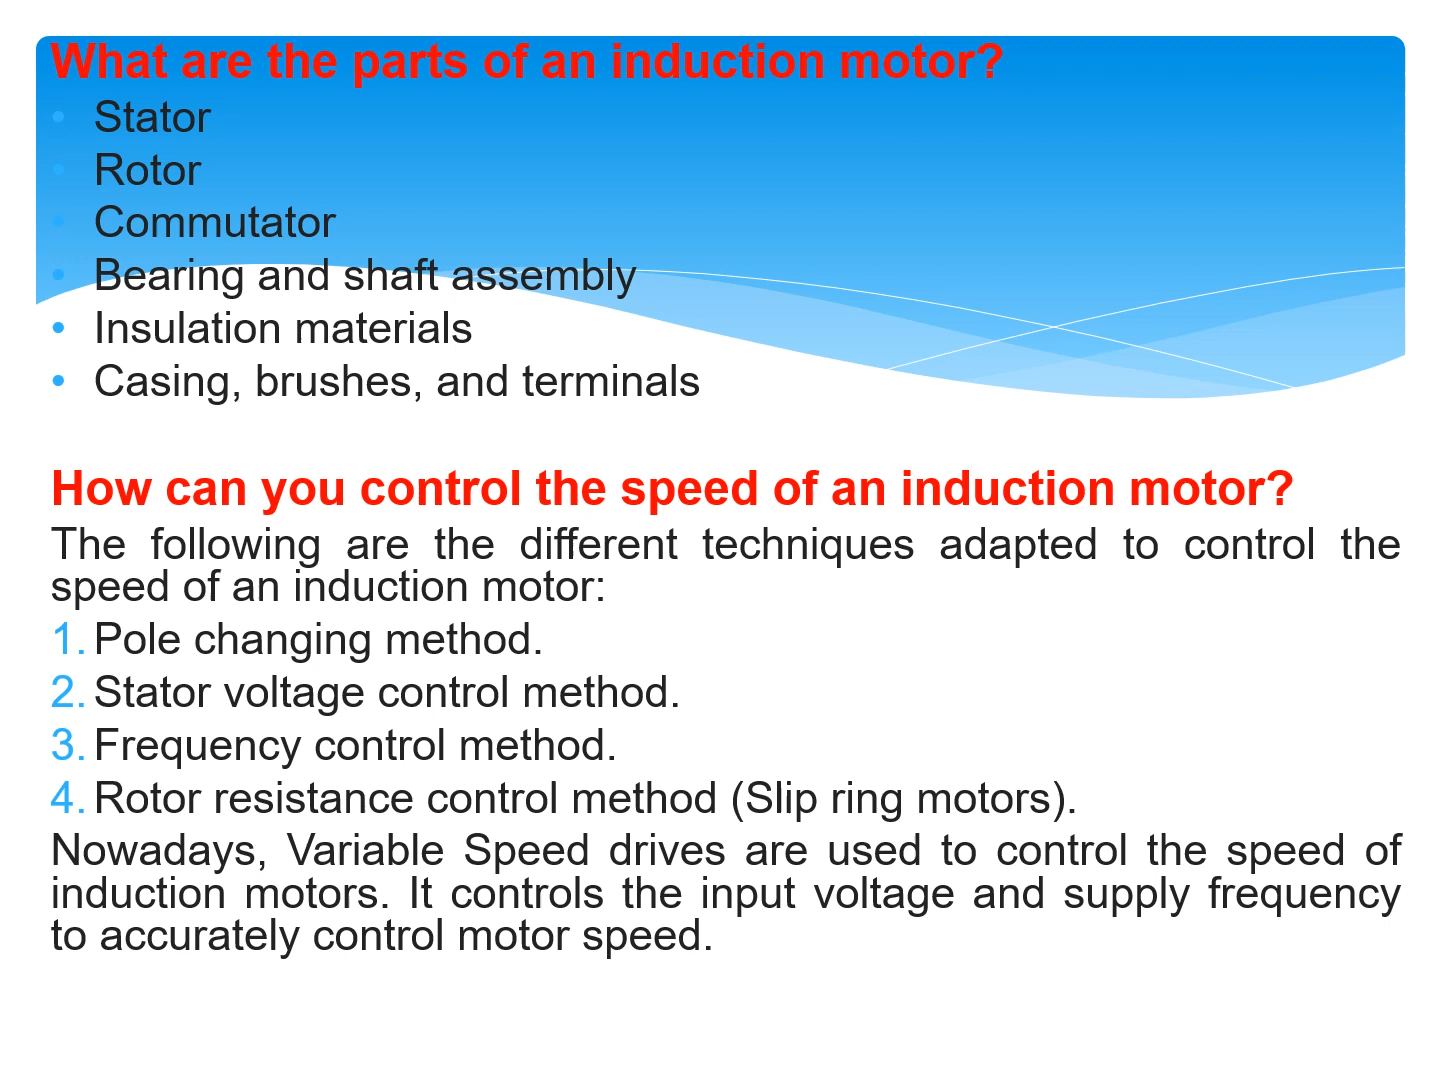 What are the parts of an induction motor?
• Stator
• Rotor
• Commutator
• Bearing and shaft assembly
• Insulation materials
• Casing, brushes, and terminals
How can you control the speed of an induction motor?
The following are the different techniques adapted to control the
speed of an induction motor:
1. Pole changing method.
2. Stator voltage control method.
3. Frequency control method.
4. Rotor resistance control method (Slip ring motors).
Nowadays, Variable Speed drives are used to control the speed of
induction motors. It controls the input voltage and supply frequency
to accurately control motor speed.